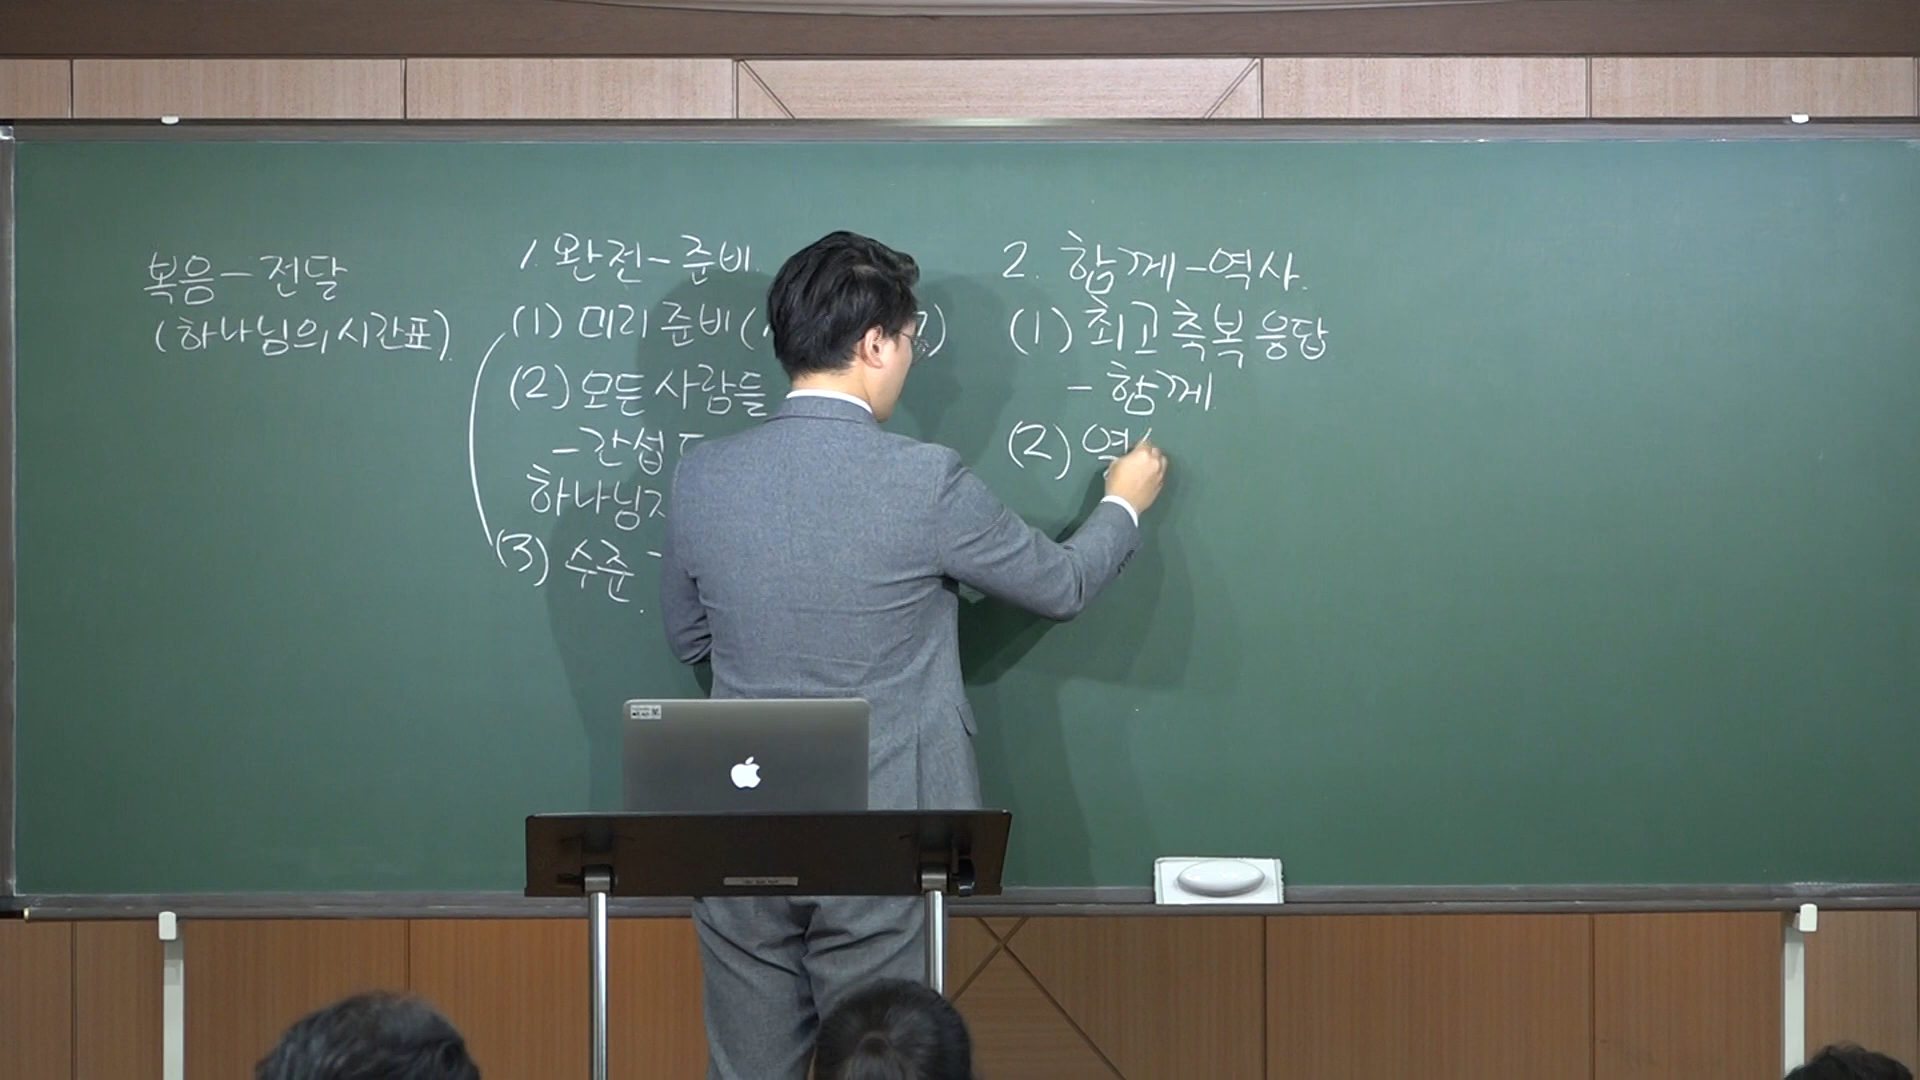 복음-전달
(하나님의 시간표).
1. 완전-준비
(1) 미리 준비(
(2) 모든 사람들
-간섭
하나님
(3) 수준-
2. 함께-역사.
(1) 최고 축복 응답
-함께.
(2)